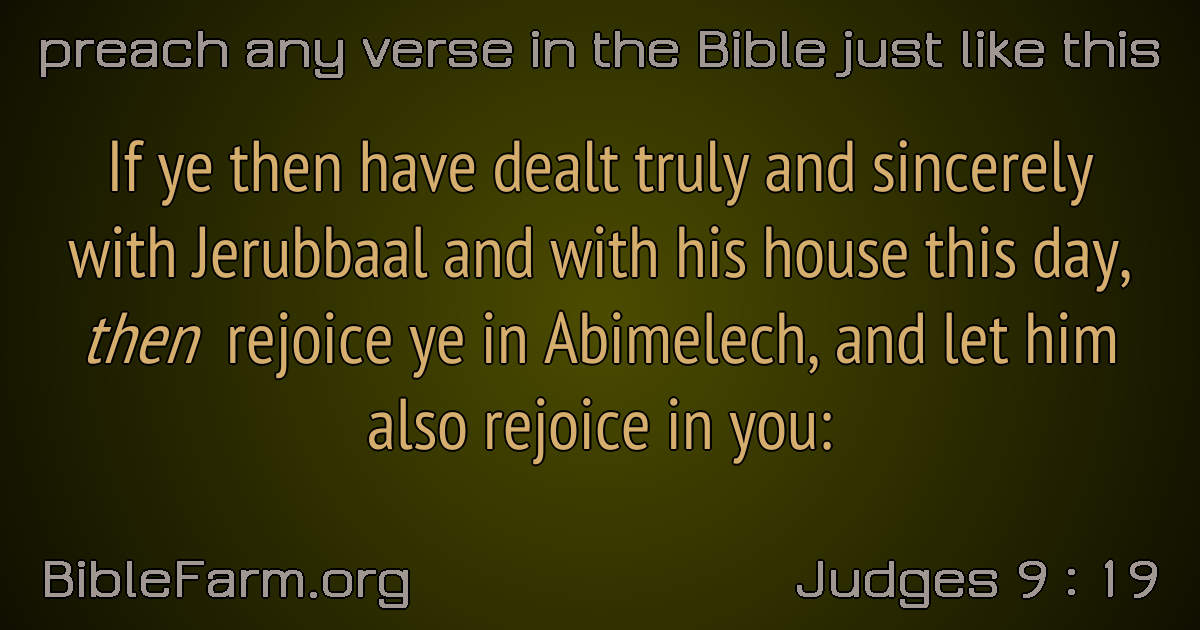 preach any verse in the Bible just like this
If ye then have dealt truly and sincerely
with Jerubbaal and with his house this day,
then rejoice ye in Abimelech, and let him
also rejoice in you:
BibleFarm.org
Judges 9 : 19